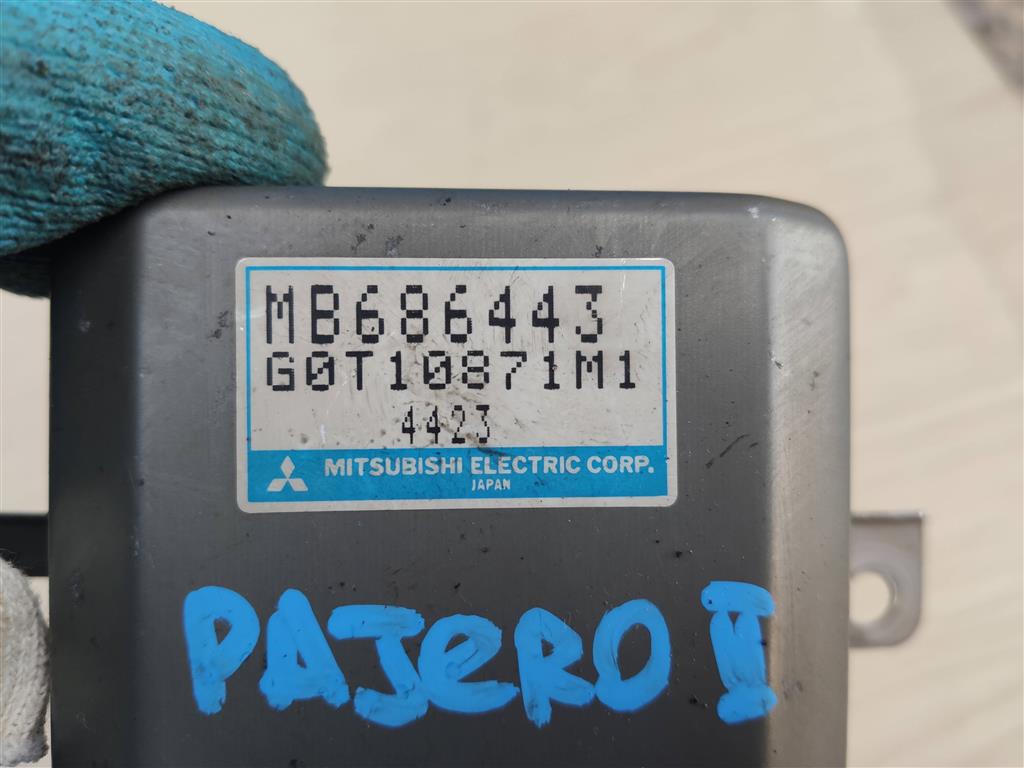 MB686443
G0T10871M1
4423
MITSUBISHI ELECTRIC CORP.
JAPAN
PAJERO II